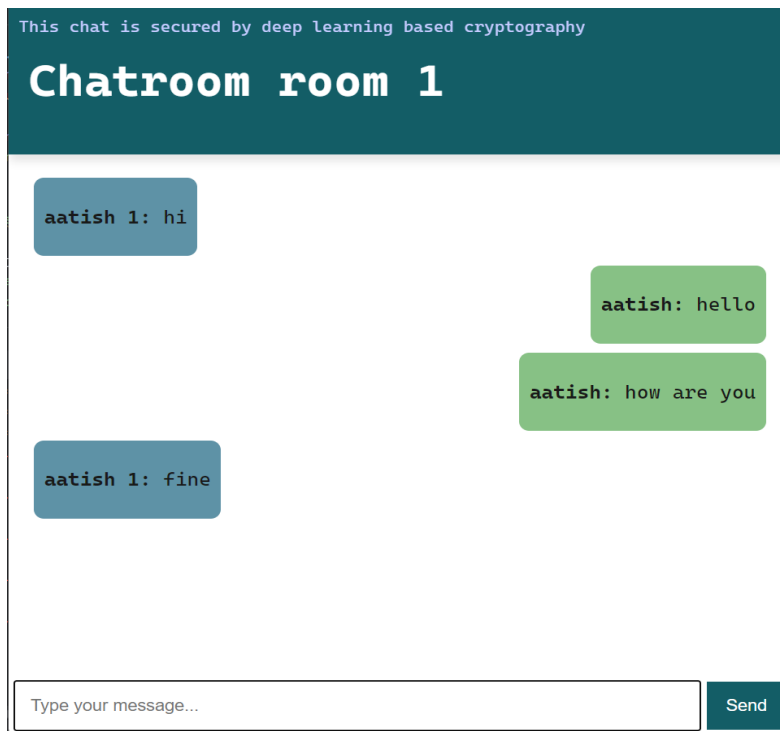 This chat is secured by deep learning based cryptography
Chatroom room 1
aatish 1: hi
aatish: hello
aatish: how are you
aatish 1: fine
Type your message...
Send